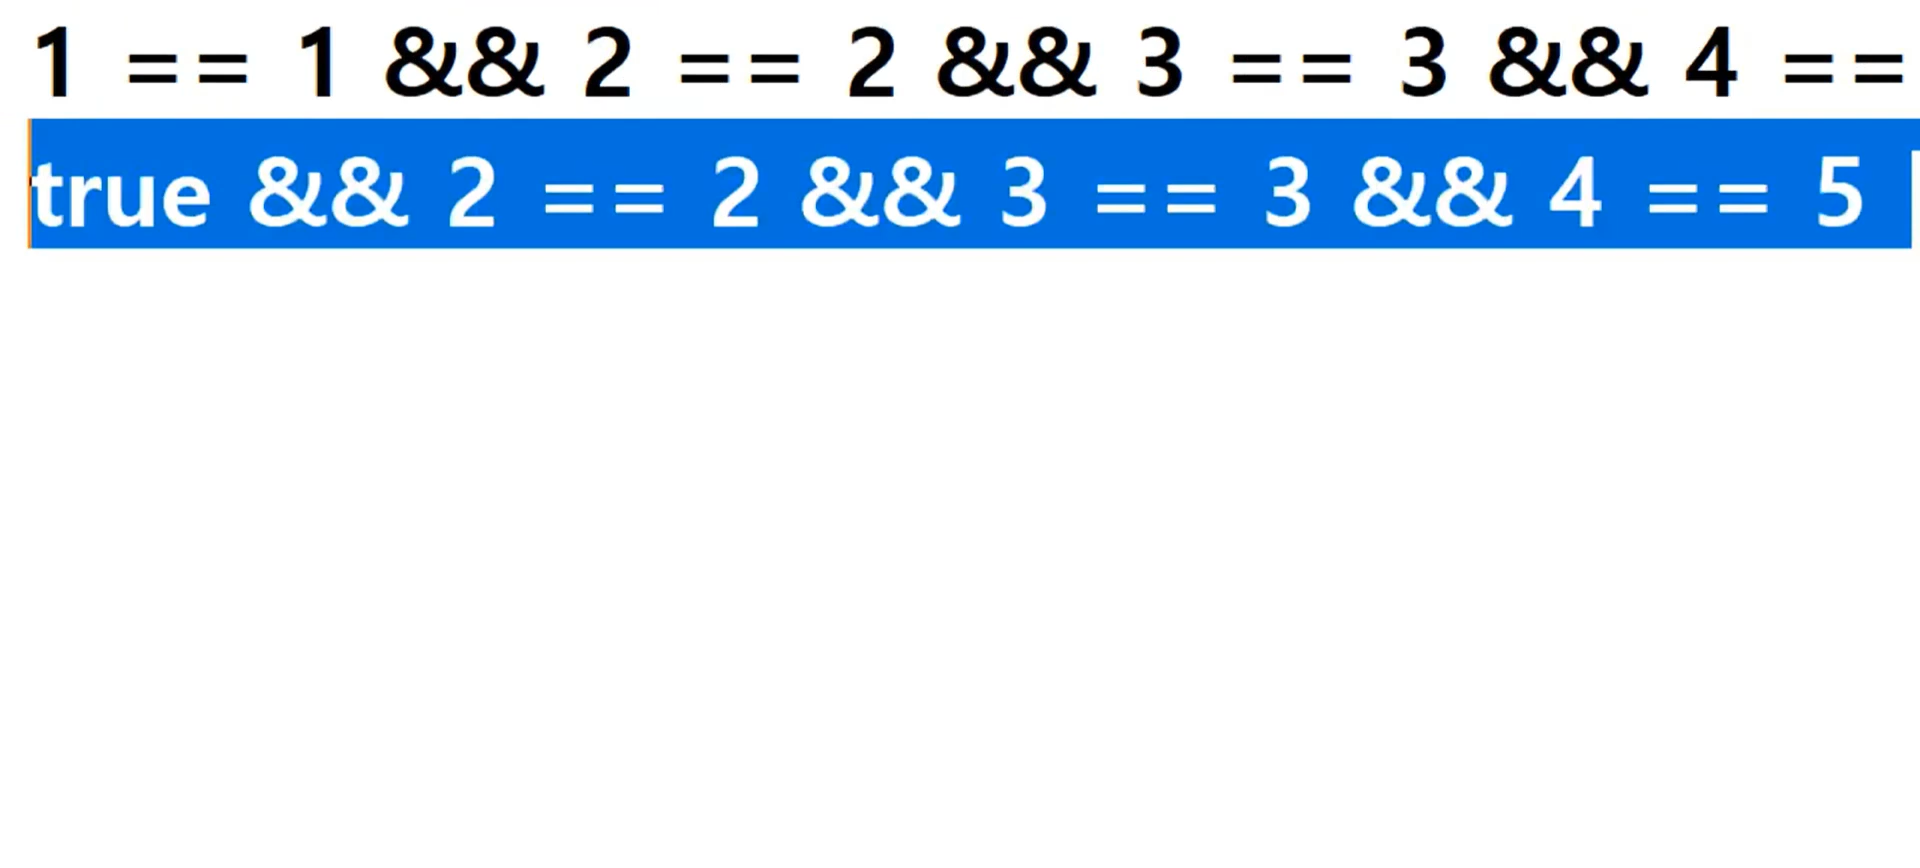 1 == 1 && 2 == 2 && 3 == 3 && 4 ==
true && 2 == 2 && 3 == 3 && 4 == 5